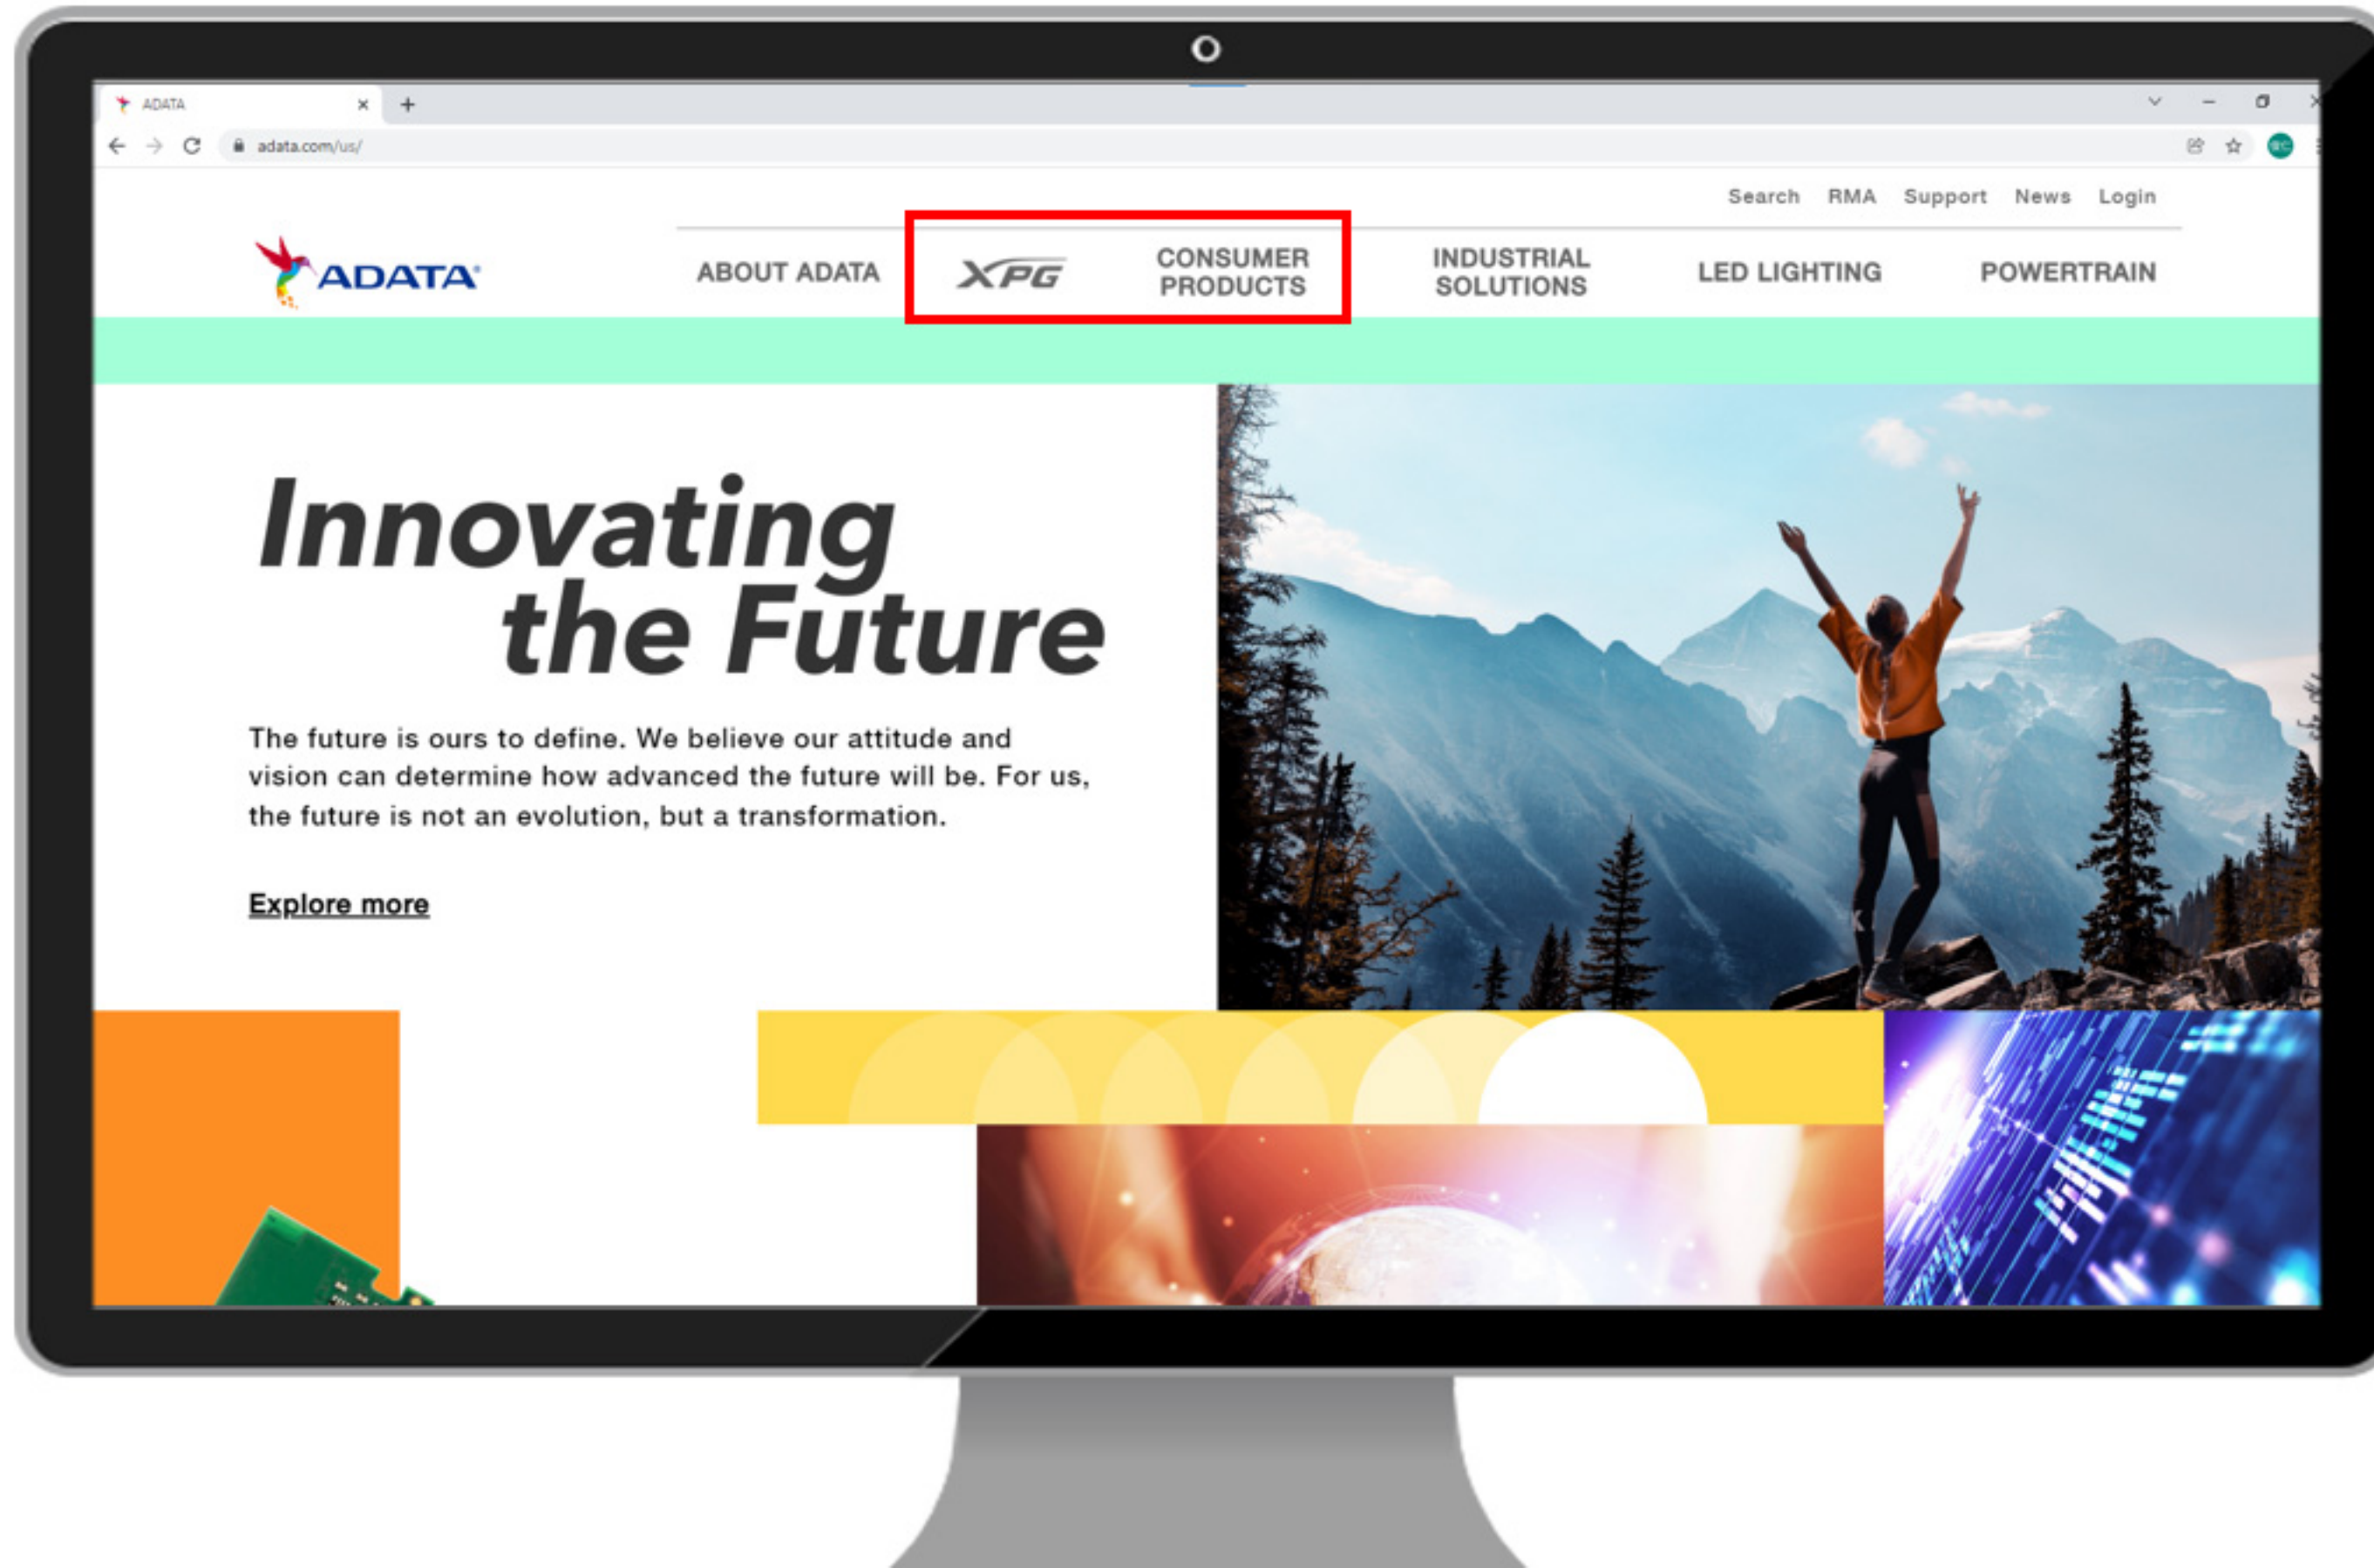 ADATA
adata.com/us/
Search RMA Support News Login
ADATA
ABOUT ADATA
XPG
CONSUMER
PRODUCTS
INDUSTRIAL
SOLUTIONS
LED LIGHTING
POWERTRAIN
Innovating
the Future
The future is ours to define. We believe our attitude and
vision can determine how advanced the future will be. For us,
the future is not an evolution, but a transformation.
Explore more